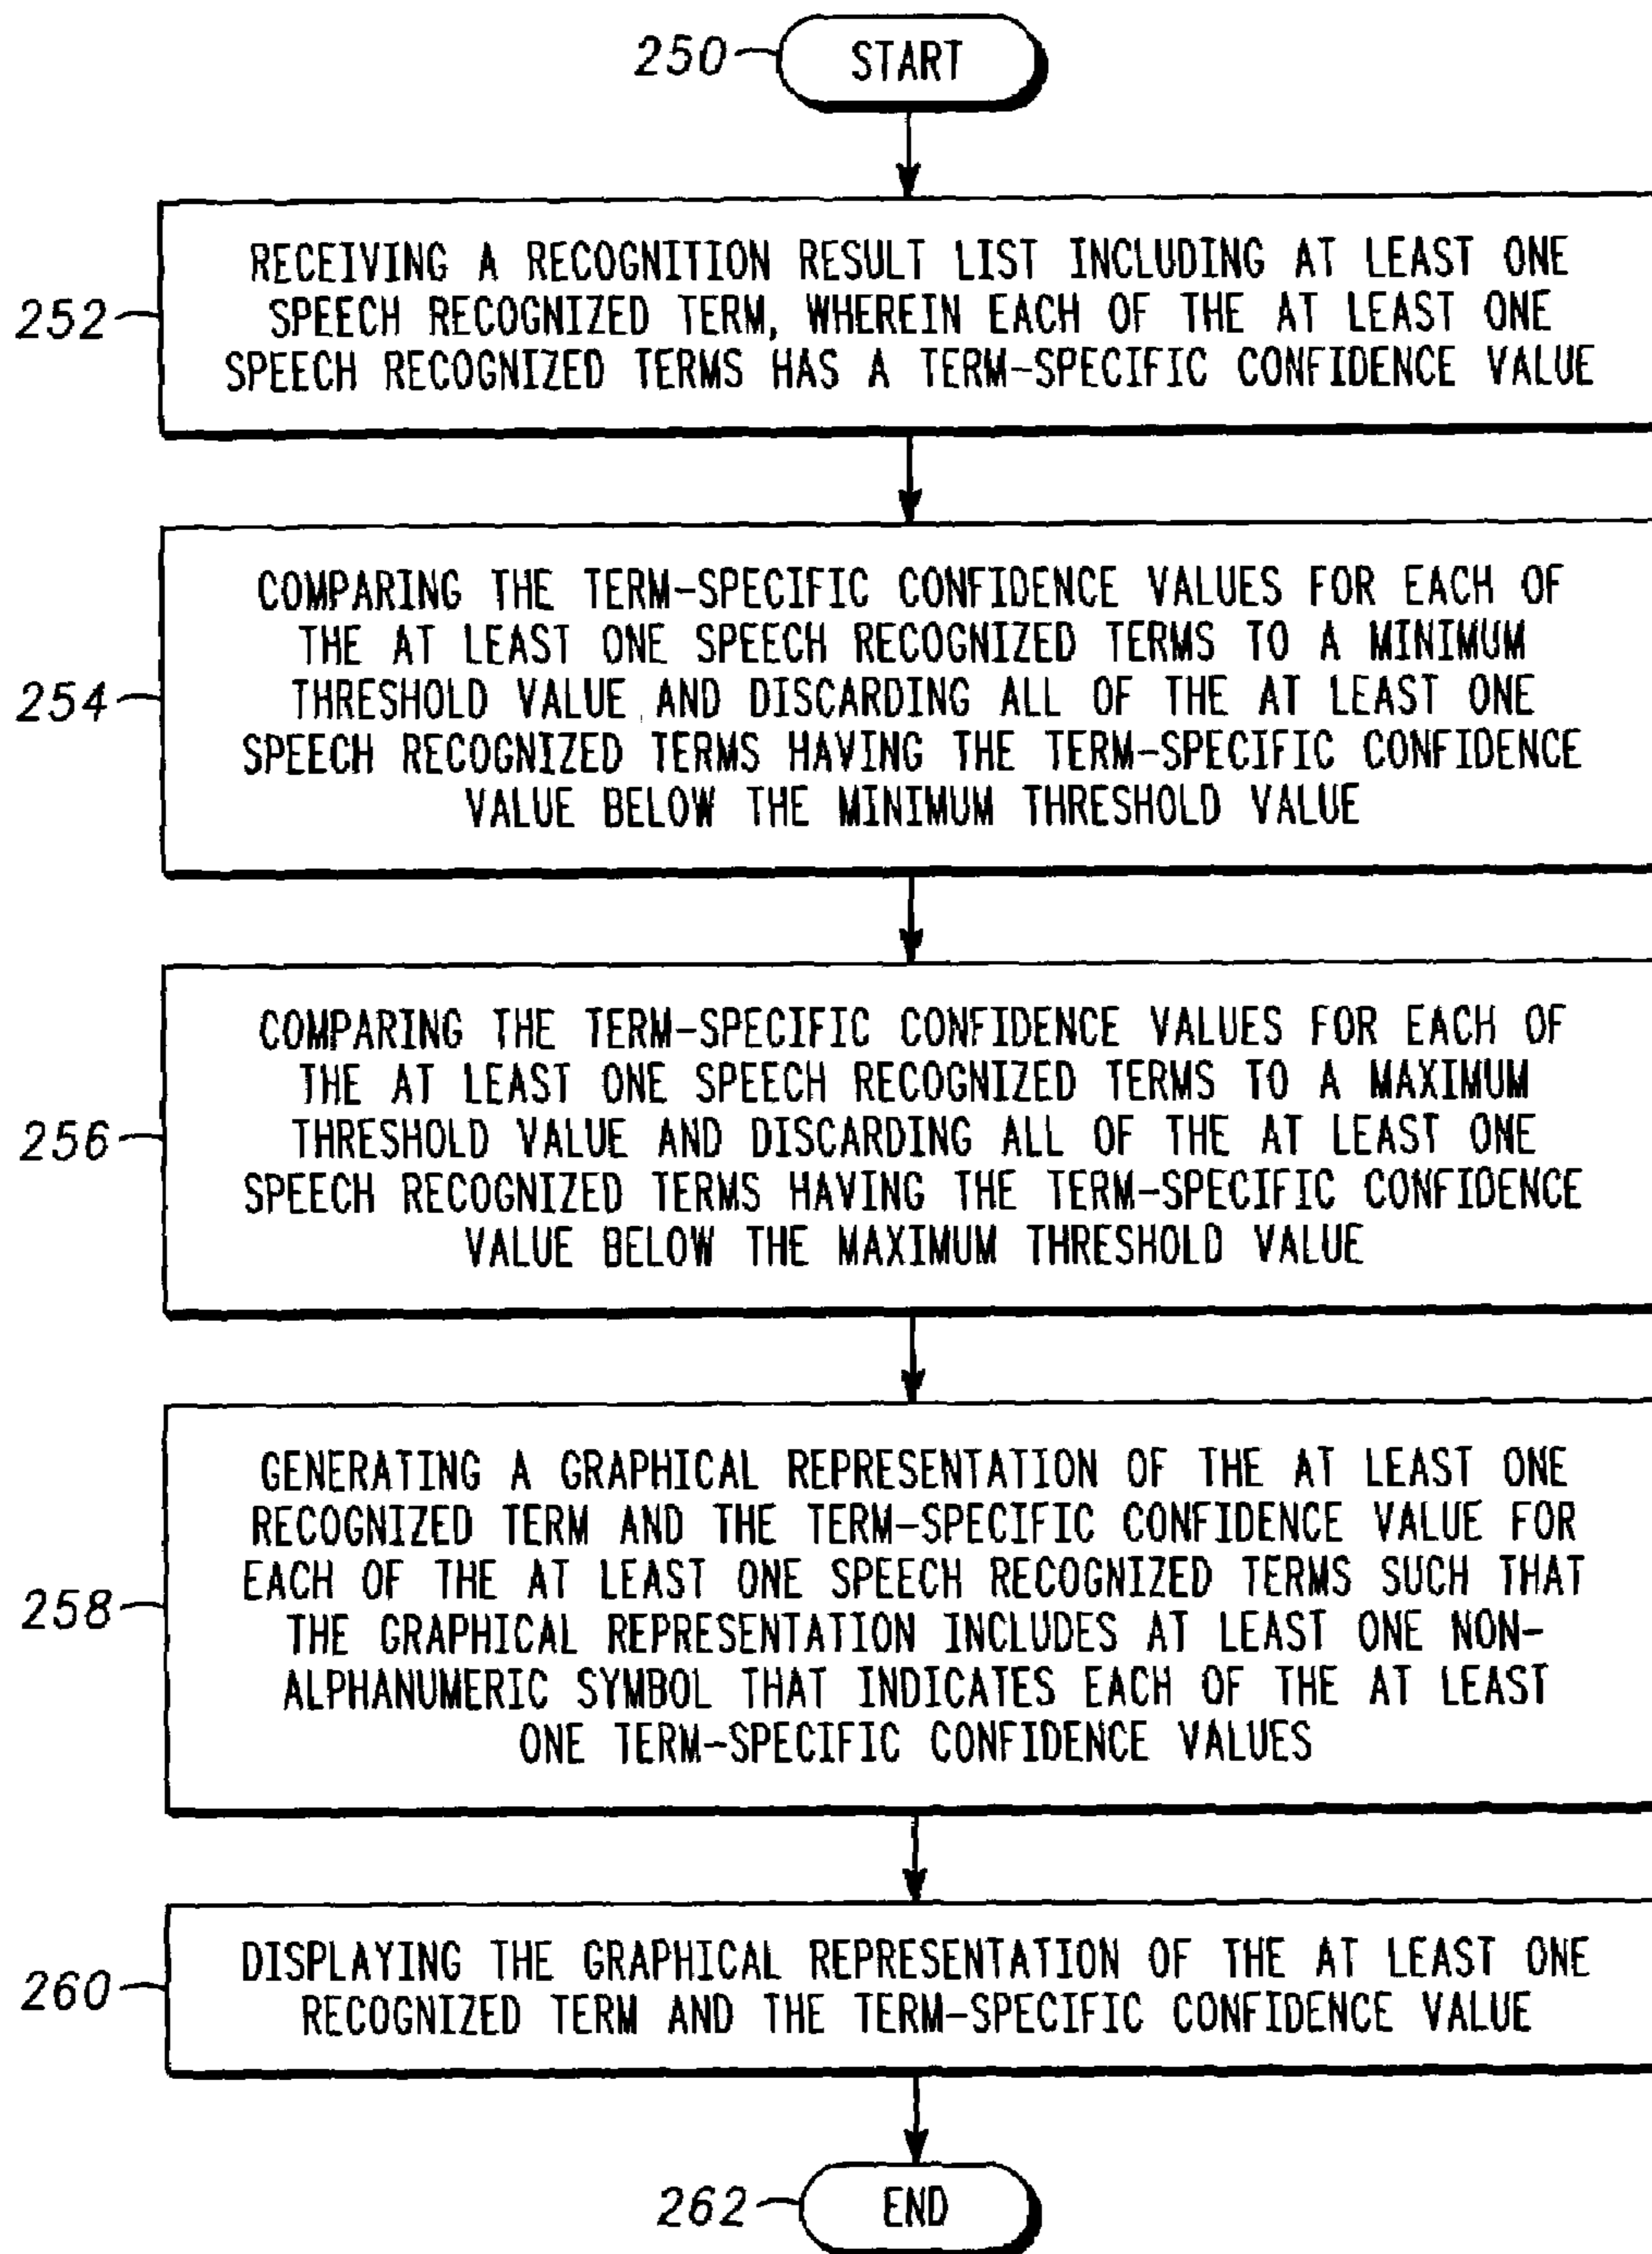 250 START
252
RECEIVING A RECOGNITION RESULT LIST INCLUDING AT LEAST ONE
SPEECH RECOGNIZED TERM, WHEREIN EACH OF THE AT LEAST ONE
SPEECH RECOGNIZED TERMS HAS A TERM-SPECIFIC CONFIDENCE VALUE
254
COMPARING THE TERM-SPECIFIC CONFIDENCE VALUES FOR EACH OF
THE AT LEAST ONE SPEECH RECOGNIZED TERMS TO A MINIMUM
THRESHOLD VALUE AND DISCARDING ALL OF THE AT LEAST ONE
SPEECH RECOGNIZED TERMS HAVING THE TERM-SPECIFIC CONFIDENCE
VALUE BELOW THE MINIMUM THRESHOLD VALUE
256
COMPARING THE TERM-SPECIFIC CONFIDENCE VALUES FOR EACH OF
THE AT LEAST ONE SPEECH RECOGNIZED TERMS TO A MAXIMUM
THRESHOLD VALUE AND DISCARDING ALL OF THE AT LEAST ONE
SPEECH RECOGNIZED TERMS HAVING THE TERM-SPECIFIC CONFIDENCE
VALUE BELOW THE MAXIMUM THRESHOLD VALUE
258
GENERATING A GRAPHICAL REPRESENTATION OF THE AT LEAST ONE
RECOGNIZED TERM AND THE TERM-SPECIFIC CONFIDENCE VALUE FOR
EACH OF THE AT LEAST ONE SPEECH RECOGNIZED TERMS SUCH THAT
THE GRAPHICAL REPRESENTATION INCLUDES AT LEAST ONE NON-
ALPHANUMERIC SYMBOL THAT INDICATES EACH OF THE AT LEAST
ONE TERM-SPECIFIC CONFIDENCE VALUES
260
DISPLAYING THE GRAPHICAL REPRESENTATION OF THE AT LEAST ONE
RECOGNIZED TERM AND THE TERM-SPECIFIC CONFIDENCE VALUE
262 END